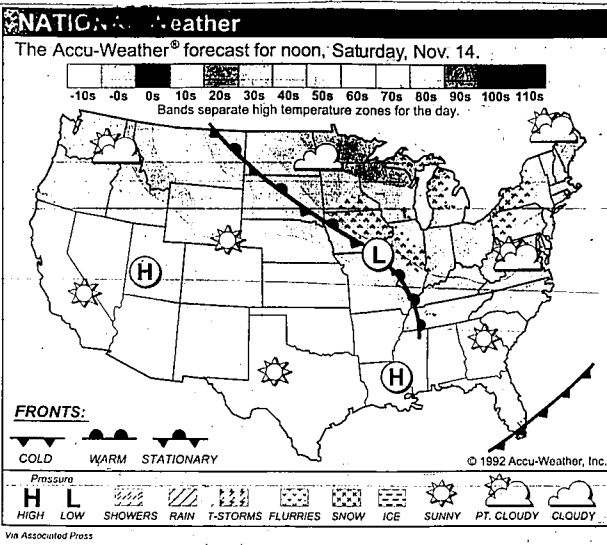 NATIONAL Weather
The Accu-Weather® forecast for noon, Saturday, Nov. 14.
-10s -0s 0s 10s 20s 30s 40s 50s 60s 70s 80s 90s 100s 110s
Bands separate high temperature zones for the day.
L
H
H
FRONTS:
COLD WARM STATIONARY
© 1992 Accu-Weather, Inc.
Pressure
H L
HIGH LOW SHOWERS RAIN T-STORMS FLURRIES SNOW ICE SUNNY PT. CLOUDY CLOUDY
Via Associated Press